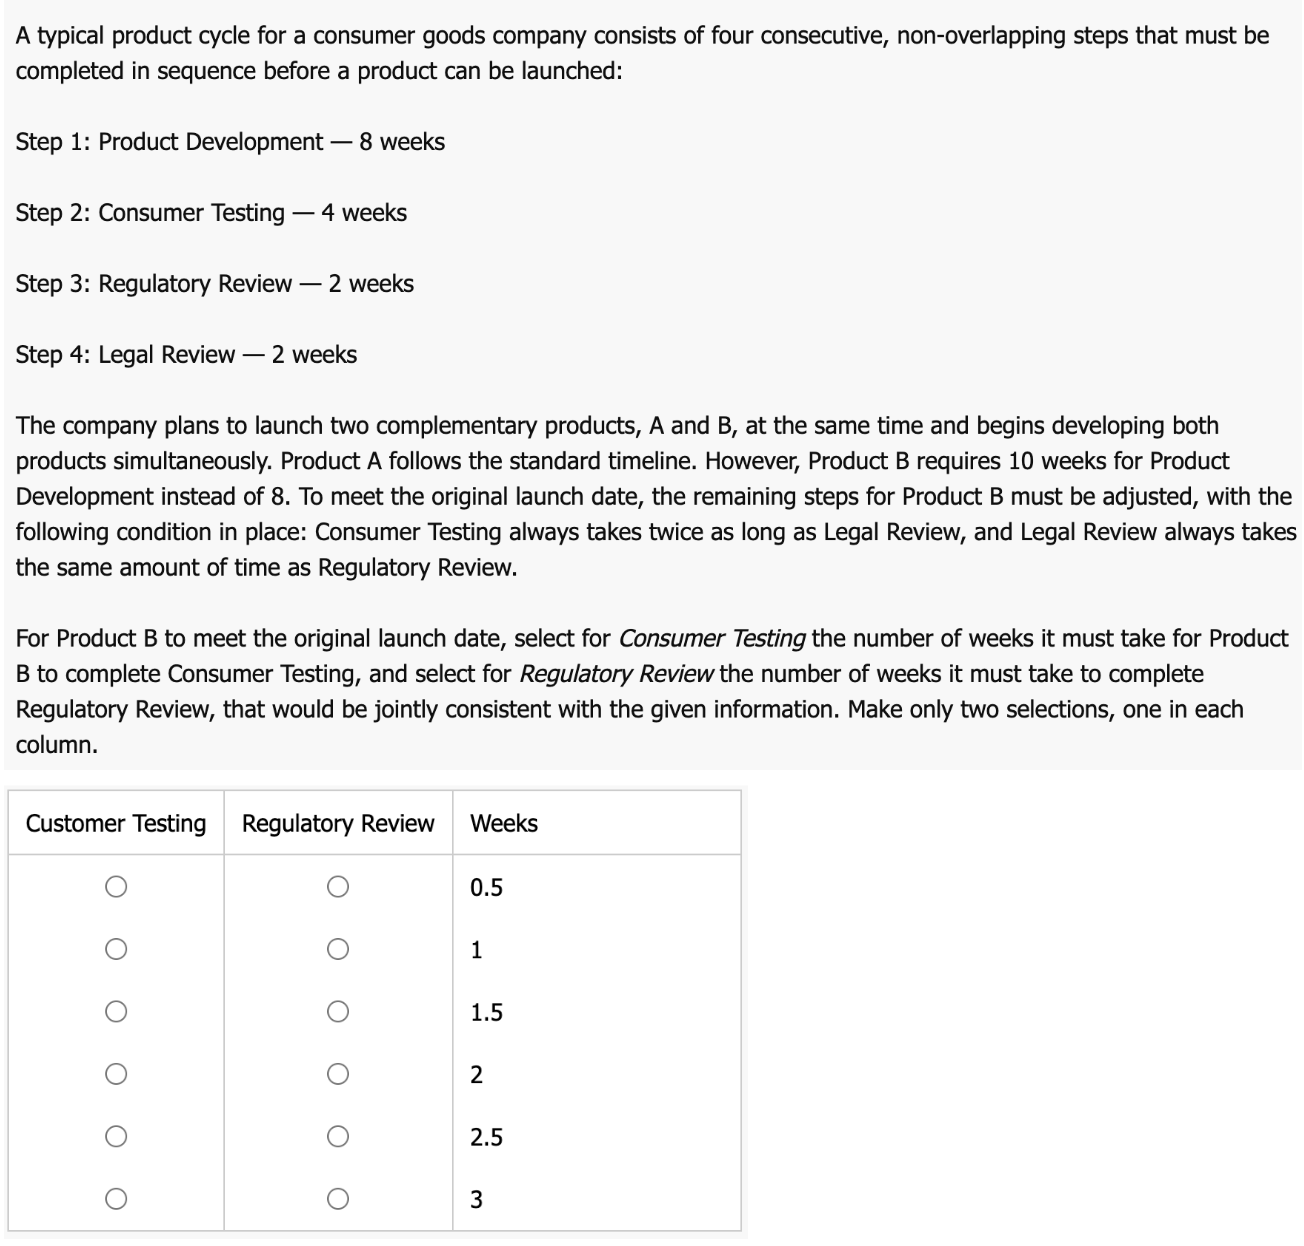 A typical product cycle for a consumer goods company consists of four consecutive, non-overlapping steps that must be
completed in sequence before a product can be launched:
Step 1: Product Development — 8 weeks
Step 2: Consumer Testing — 4 weeks
Step 3: Regulatory Review — 2 weeks
Step 4: Legal Review — 2 weeks
The company plans to launch two complementary products, A and B, at the same time and begins developing both
products simultaneously. Product A follows the standard timeline. However, Product B requires 10 weeks for Product
Development instead of 8. To meet the original launch date, the remaining steps for Product B must be adjusted, with the
following condition in place: Consumer Testing always takes twice as long as Legal Review, and Legal Review always takes
the same amount of time as Regulatory Review.
For Product B to meet the original launch date, select for Consumer Testing the number of weeks it must take for Product
B to complete Consumer Testing, and select for Regulatory Review the number of weeks it must take to complete
Regulatory Review, that would be jointly consistent with the given information. Make only two selections, one in each
column.
Customer Testing Regulatory Review Weeks
0.5
1
1.5
2
2.5
3